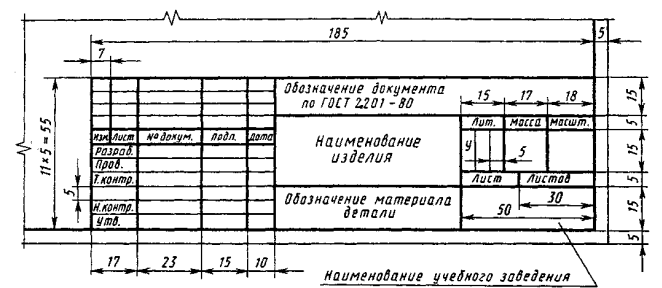 185
5
7
Обозначение документа
по ГОСТ 2.201 - 80
15
17
18
15
Изм.
Лист
№ докум.
Подп.
Дата
Лит.
Масса
Масшт.
5
11×5=55
Разраб.
Пров.
Т.контр.
Наименование
изделия
У
5
15
Лист
Листов
5
5
Н.контр.
Утв.
Обозначение материала
детали
30
50
15
5
17
23
15
10
Наименование учебного заведения